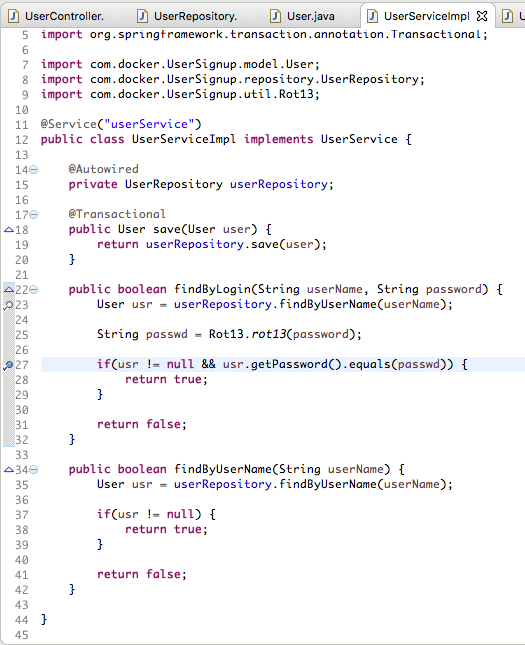 UserController. UserRepository. User.java UserServiceImpl U
5 import org.springframework.transaction.annotation.Transactional;
6
7 import com.docker.UserSignup.model.User;
8 import com.docker.UserSignup.repository.UserRepository;
9 import com.docker.UserSignup.util.Rot13;
10
11 @Service("userService")
12 public class UserServiceImpl implements UserService {
13
14 @Autowired
15 private UserRepository userRepository;
16
17 @Transactional
18 public User save(User user) {
19 return userRepository.save(user);
20 }
21
22 public boolean findByLogin(String userName, String password) {
23 User usr = userRepository.findByUserName(userName);
24
25 String passwd = Rot13.rot13(password);
26
27 if(usr != null && usr.getPassword().equals(passwd)) {
28 return true;
29 }
30
31 return false;
32 }
33
34 public boolean findByUserName(String userName) {
35 User usr = userRepository.findByUserName(userName);
36
37 if(usr != null) {
38 return true;
39 }
40
41 return false;
42 }
43
44 }
45